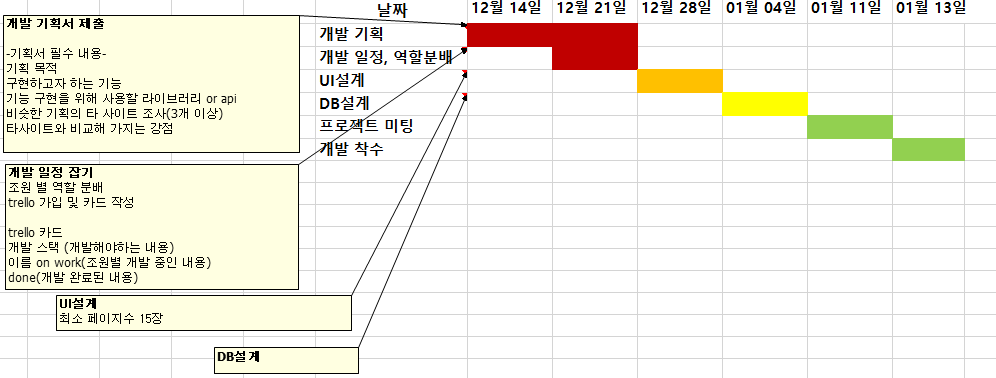 날짜 12월 14일 12월 21일 12월 28일 01월 04일 01월 11일 01월 13일
개발 기획
개발 일정, 역할분배
UI설계
DB설계
프로젝트 미팅
개발 착수
개발 기획서 제출
-기획서 필수 내용-
기획 목적
구현하고자 하는 기능
기능 구현을 위해 사용할 라이브러리 or api
비슷한 기획의 타 사이트 조사(3개 이상)
타사이트와 비교해 가지는 강점
개발 일정 잡기
조원 별 역할 분배
trello 가입 및 카드 작성
trello 카드
개발 스택 (개발해야하는 내용)
이름 on work(조원별 개발 중인 내용)
done(개발 완료된 내용)
UI설계
최소 페이지수 15장
DB설계